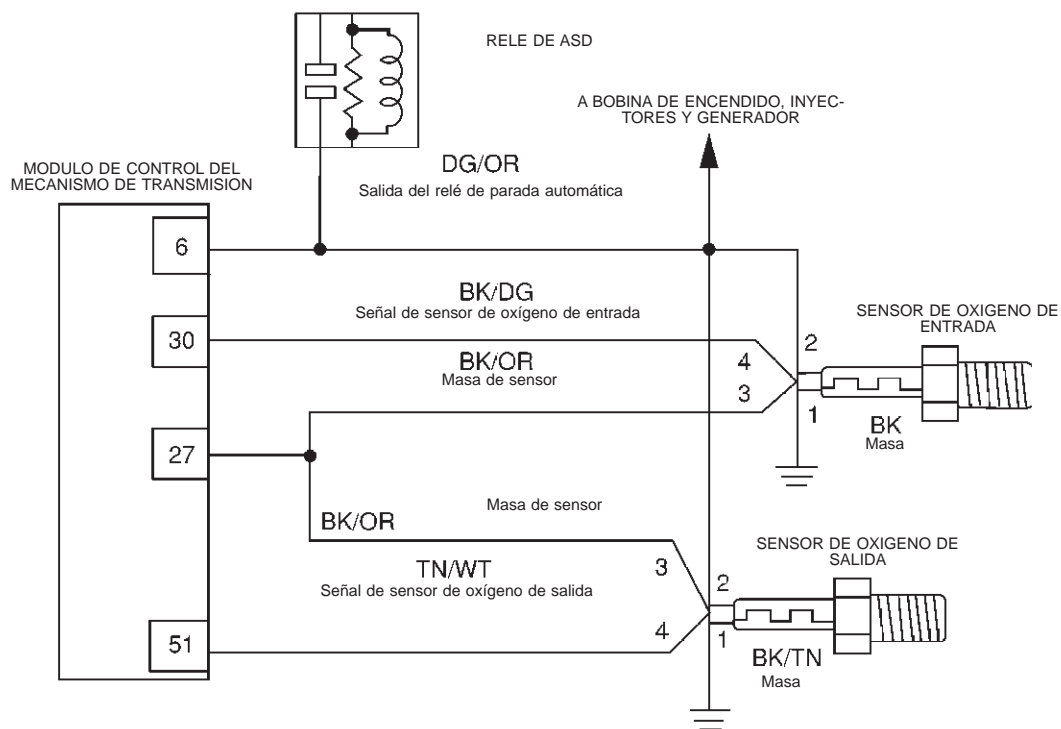 RELE DE ASD
A BOBINA DE ENCENDIDO, INYEC-
TORES Y GENERADOR
MODULO DE CONTROL DEL
MECANISMO DE TRANSMISION
DG/OR
Salida del relé de parada automática
6
BK/DG
Señal de sensor de oxígeno de entrada
SENSOR DE OXIGENO DE
ENTRADA
30
2
4
BK/OR
Masa de sensor
3
1
BK
Masa
27
Masa de sensor
BK/OR
SENSOR DE OXIGENO DE
SALIDA
TN/WT
Señal de sensor de oxígeno de salida
3
2
51
4
1
BK/TN
Masa